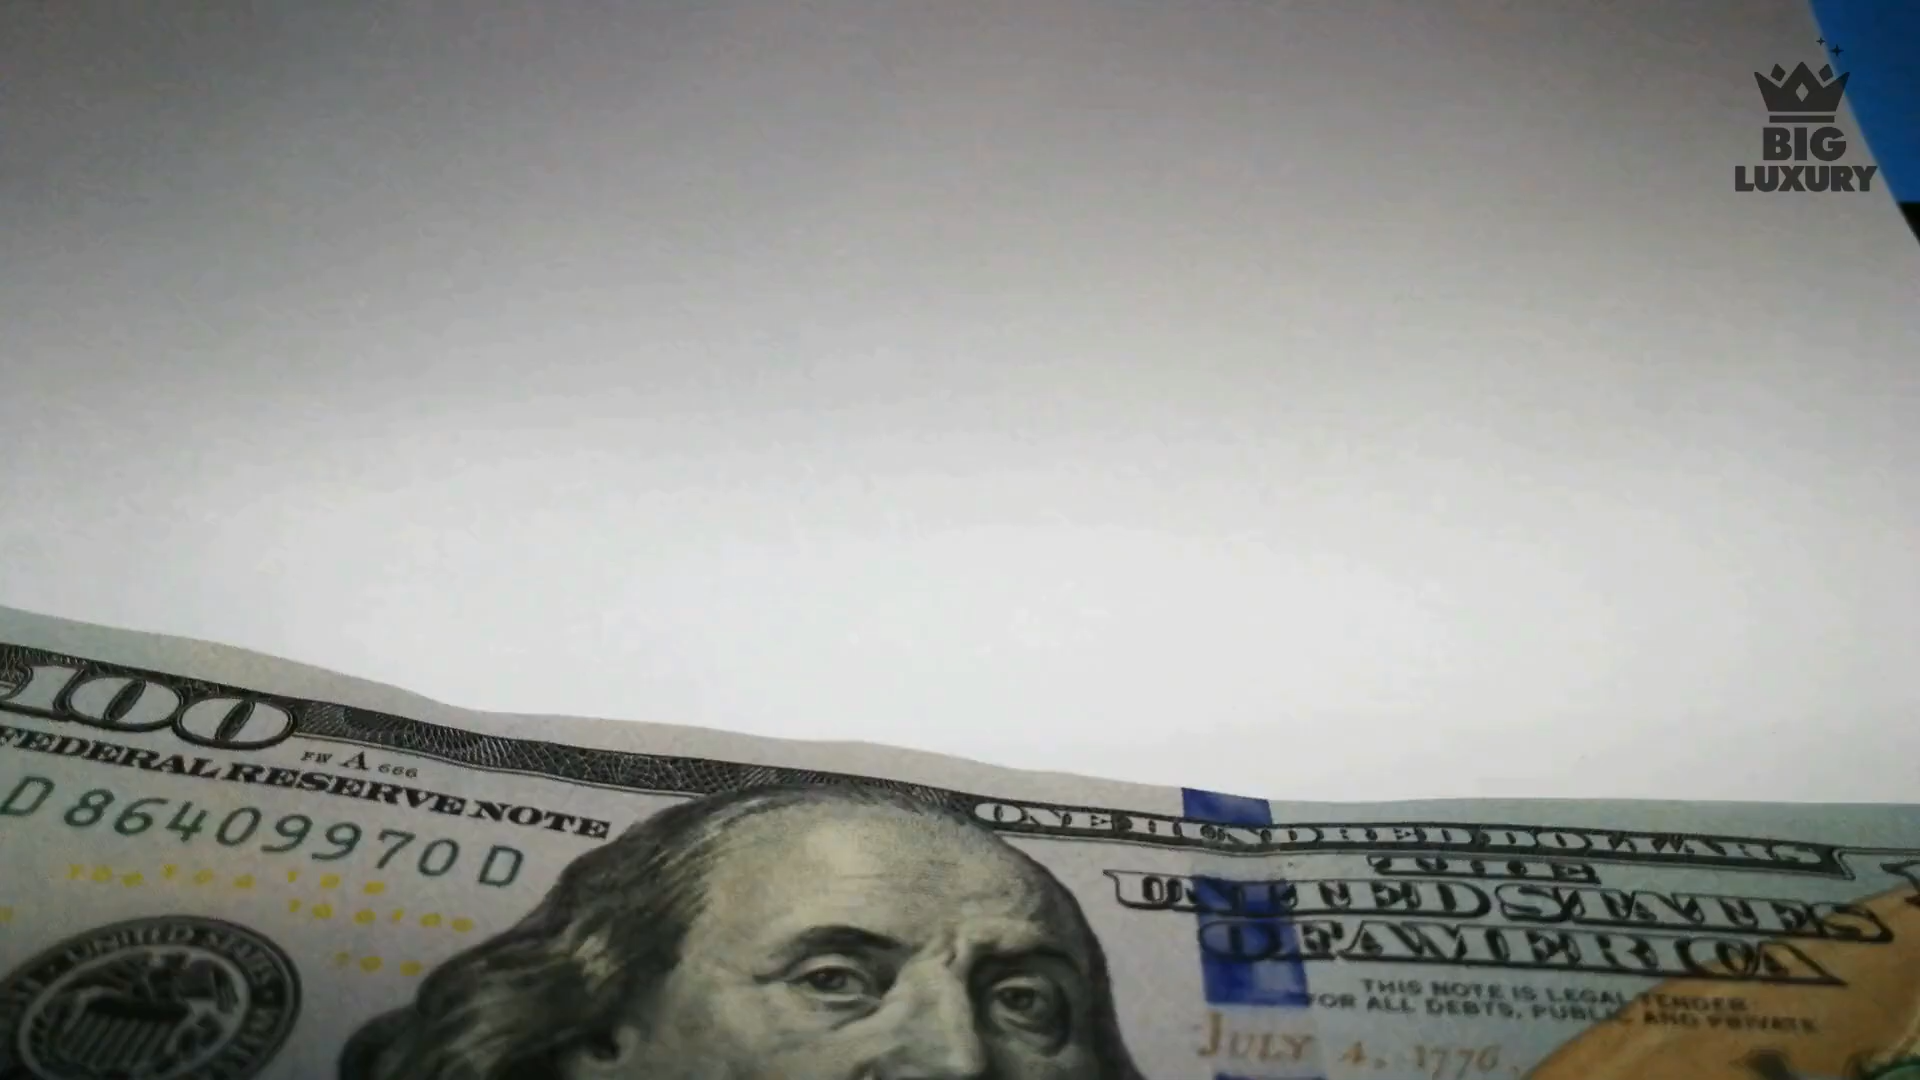 BIG
LUXURY
100
FW A 666
FEDERAL RESERVE NOTE
D 86409970 D
ONE HUNDRED DOLLARS
THE
UNITED STATES
OF AMERICA
THIS NOTE IS LEGAL TENDER
FOR ALL DEBTS, PUBLIC AND PRIVATE
JULY 4, 1776,